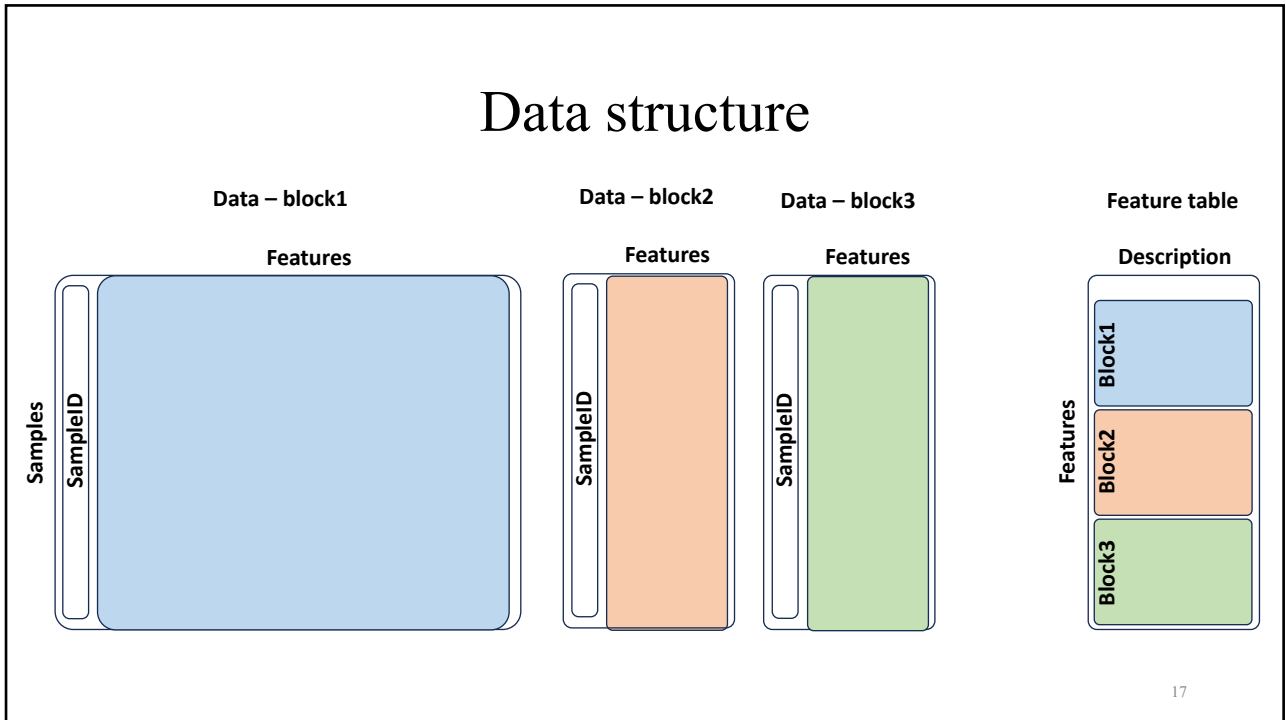 Data structure
Data – block1
Data – block2
Data – block3
Feature table
Features
Features
Features
Description
Samples
SampleID
SampleID
SampleID
Features
Block1
Block2
Block3
17